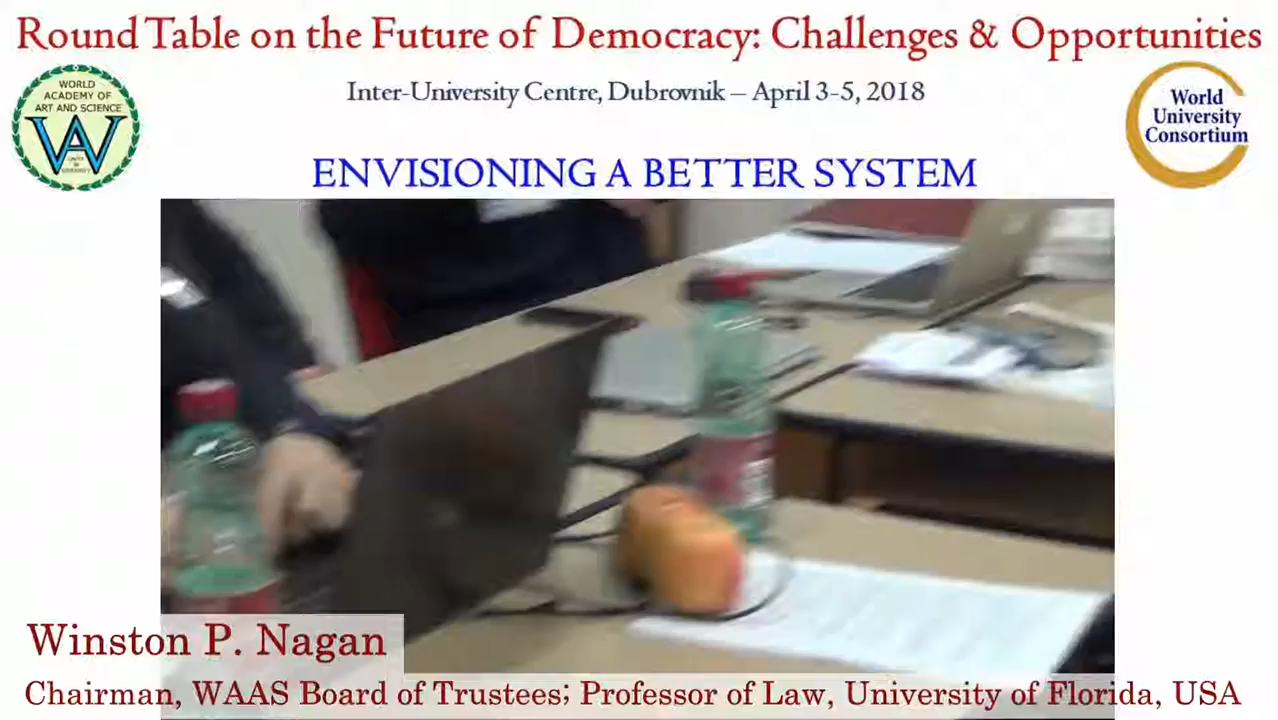 Round Table on the Future of Democracy: Challenges & Opportunities
WORLD
ACADEMY OF
ART AND SCIENCE
Inter-University Centre, Dubrovnik – April 3-5, 2018
World
University
Consortium
ENVISIONING A BETTER SYSTEM
Winston P. Nagan
Chairman, WAAS Board of Trustees; Professor of Law, University of Florida, USA